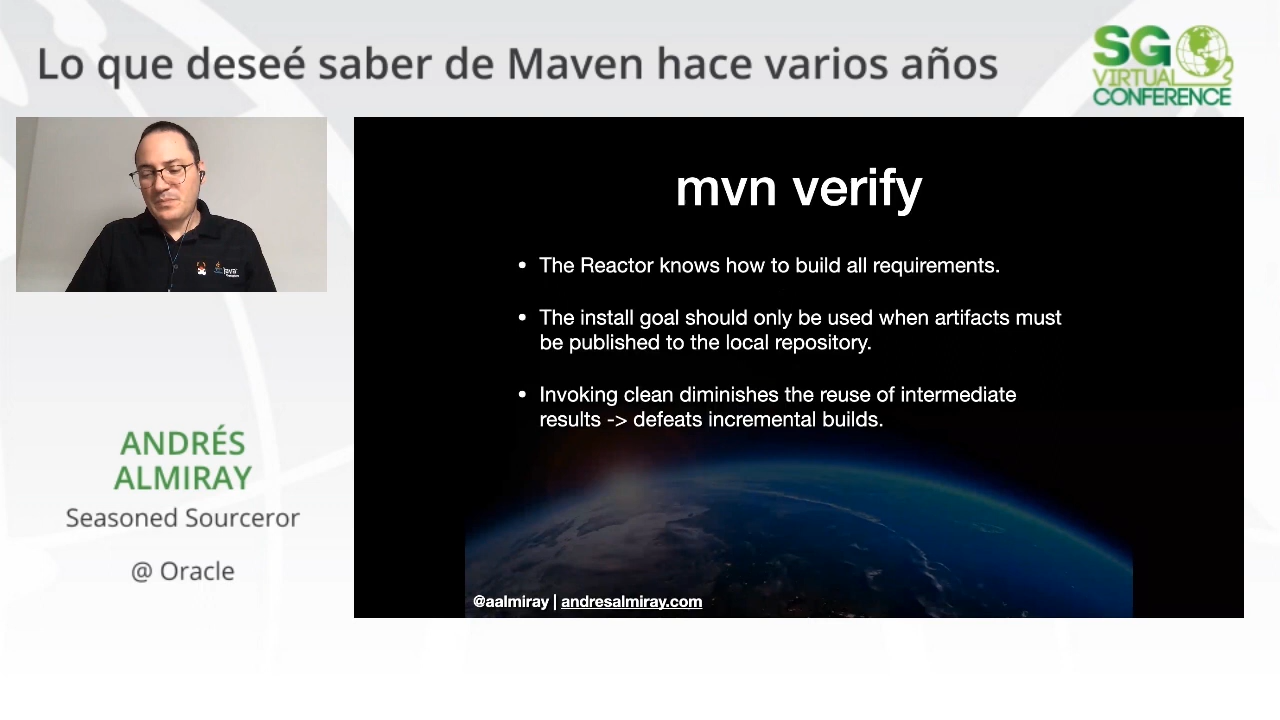 Lo que deseé saber de Maven hace varios años
SG
VIRTUAL
CONFERENCE
mvn verify
• The Reactor knows how to build all requirements.
• The install goal should only be used when artifacts must
be published to the local repository.
• Invoking clean diminishes the reuse of intermediate
results -> defeats incremental builds.
@aalmiray | andresalmiray.com
ANDRÉS
ALMIRAY
Seasoned Sourceror
@ Oracle
Java